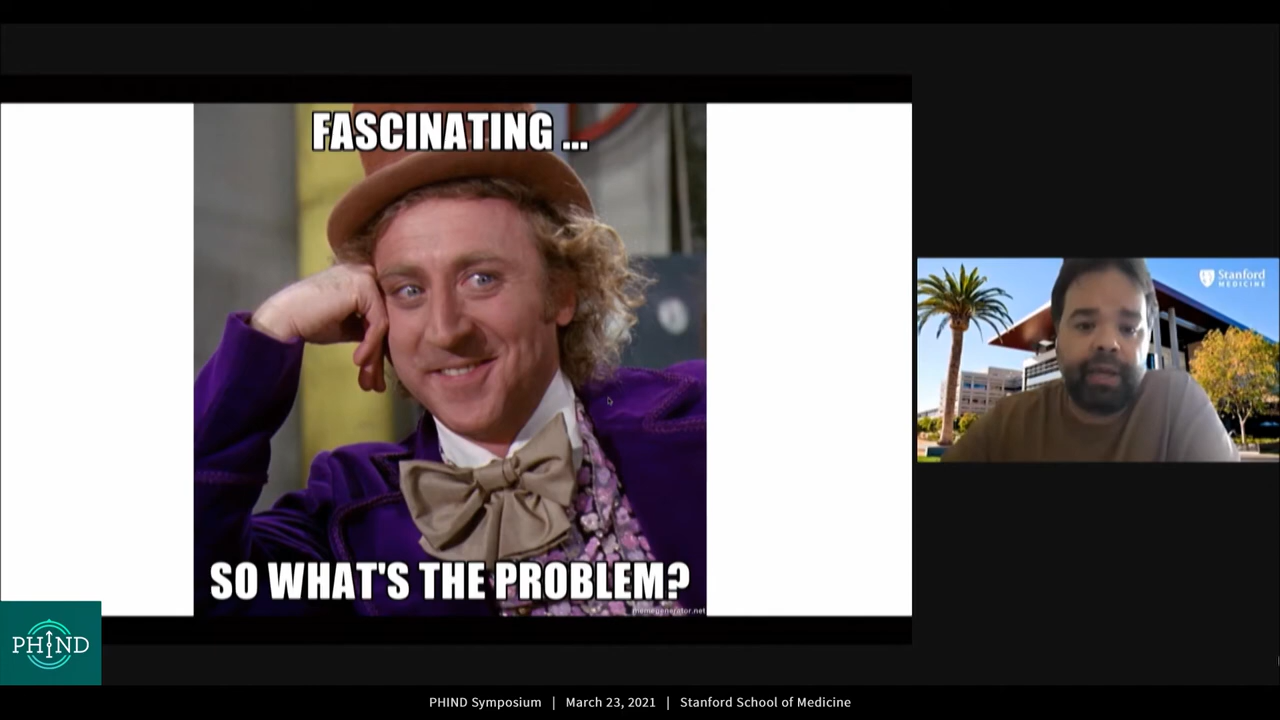 FASCINATING ...
SO WHAT'S THE PROBLEM?
memegenerator.net
Stanford
MEDICINE
PHIND
PHIND Symposium | March 23, 2021 | Stanford School of Medicine